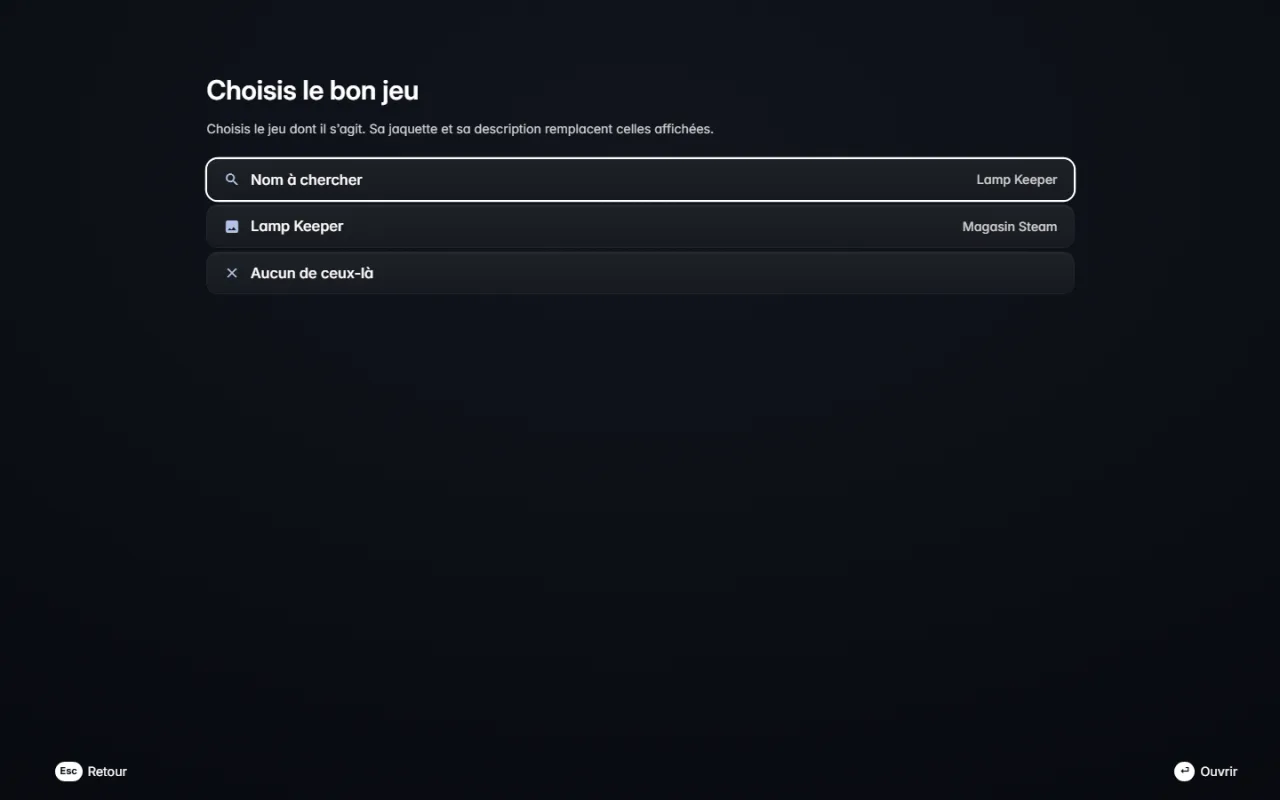 Choisis le bon jeu
Choisis le jeu dont il s'agit. Sa jaquette et sa description remplacent celles affichées.
Nom à chercher Lamp Keeper
Lamp Keeper Magasin Steam
Aucun de ceux-là
Esc Retour Ouvrir